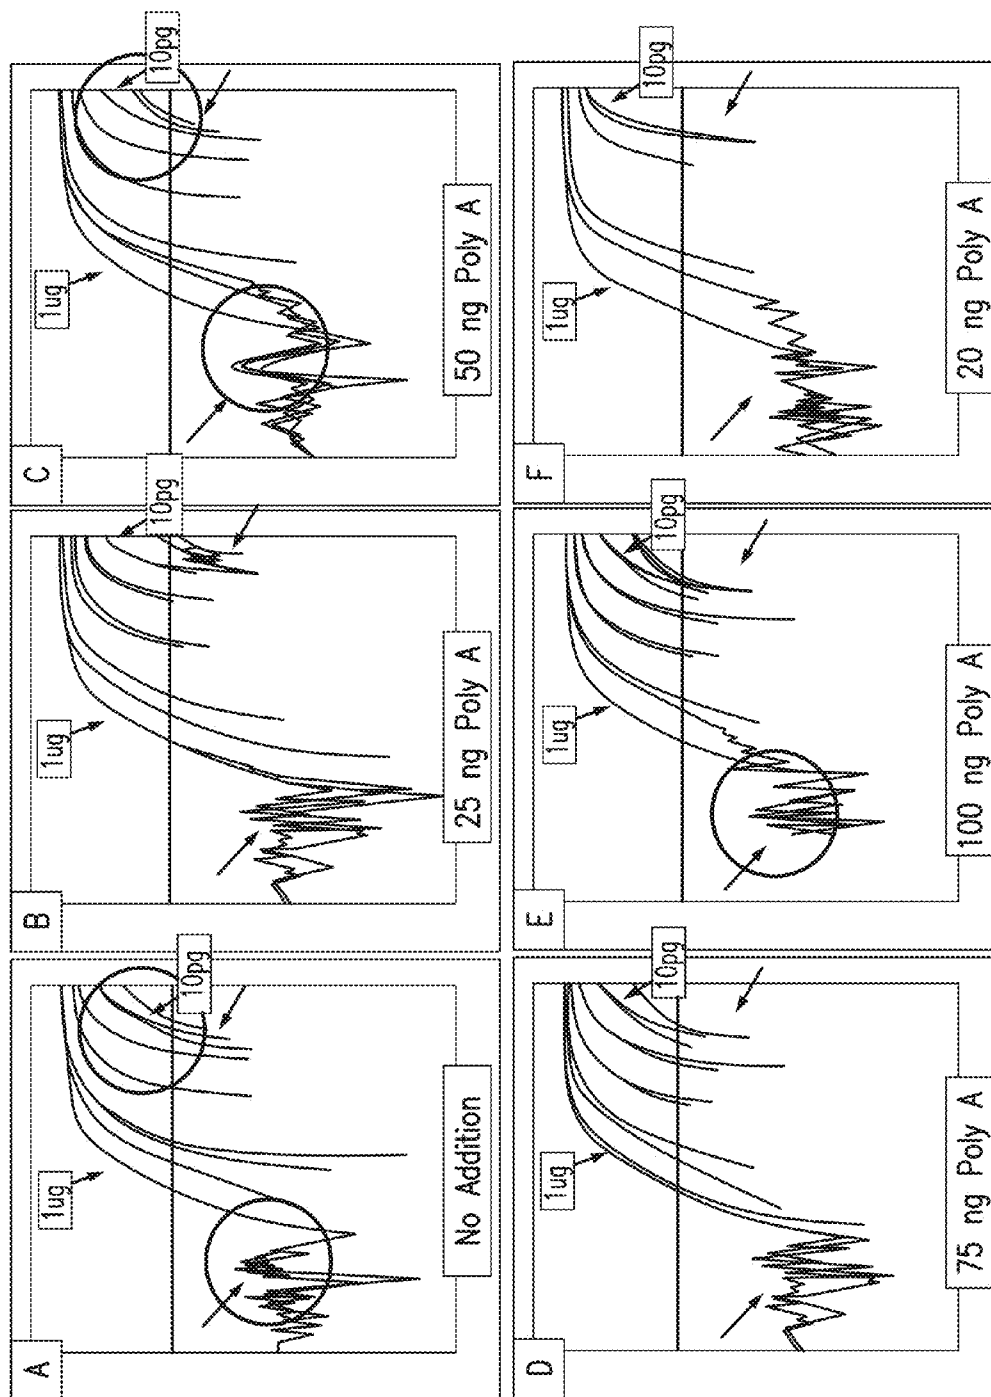 A
1ug
10pg
No Addition
B
1ug
10pg
25 ng Poly A
C
1ug
10pg
50 ng Poly A
D
1ug
10pg
75 ng Poly A
E
1ug
10pg
100 ng Poly A
F
1ug
10pg
20 ng Poly A